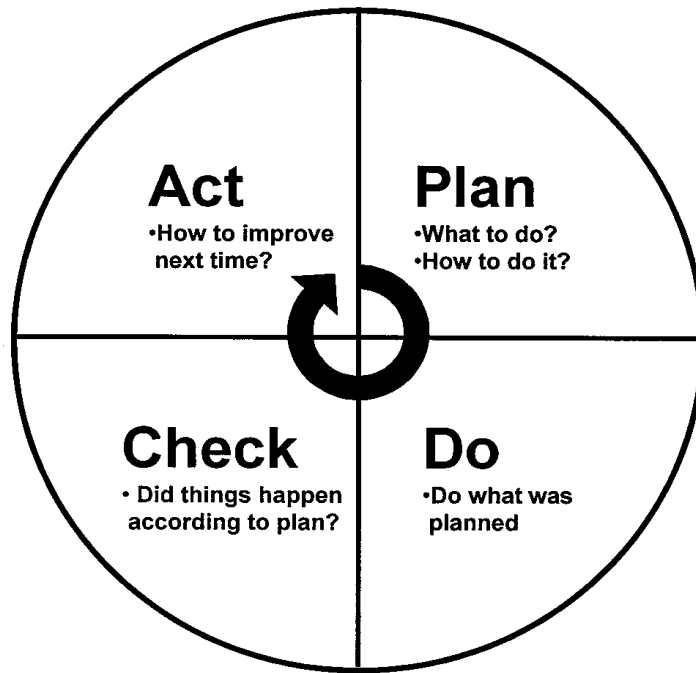 Act
•How to improve
next time?
Plan
•What to do?
•How to do it?
Check
• Did things happen
according to plan?
Do
•Do what was
planned